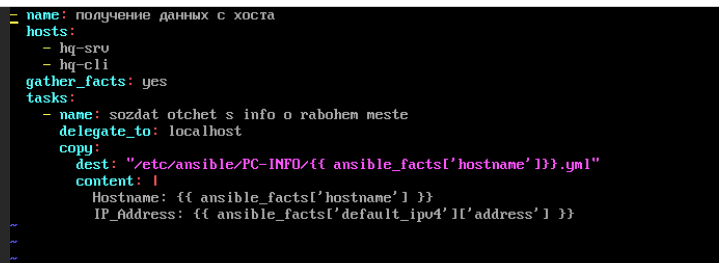 - name: получение данных с хоста
  hosts:
    - hq-srv
    - hq-cli
  gather_facts: yes
  tasks:
    - name: sozdat otchet s info o rabohem meste
      delegate_to: localhost
      copy:
        dest: "/etc/ansible/PC-INFO/{{ ansible_facts['hostname']}}.yml"
        content: |
          Hostname: {{ ansible_facts['hostname'] }}
          IP_Address: {{ ansible_facts['default_ipv4']['address'] }}
~
~
~